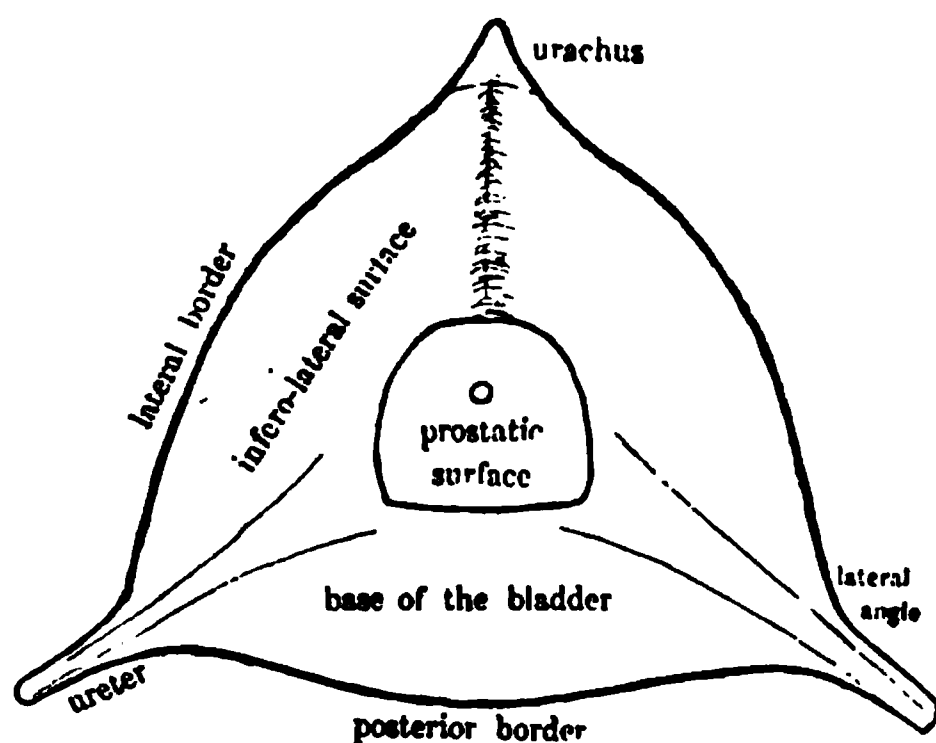 urachus
lateral border
infero-lateral surface
prostatic
surface
lateral
angle
base of the bladder
ureter
posterior border